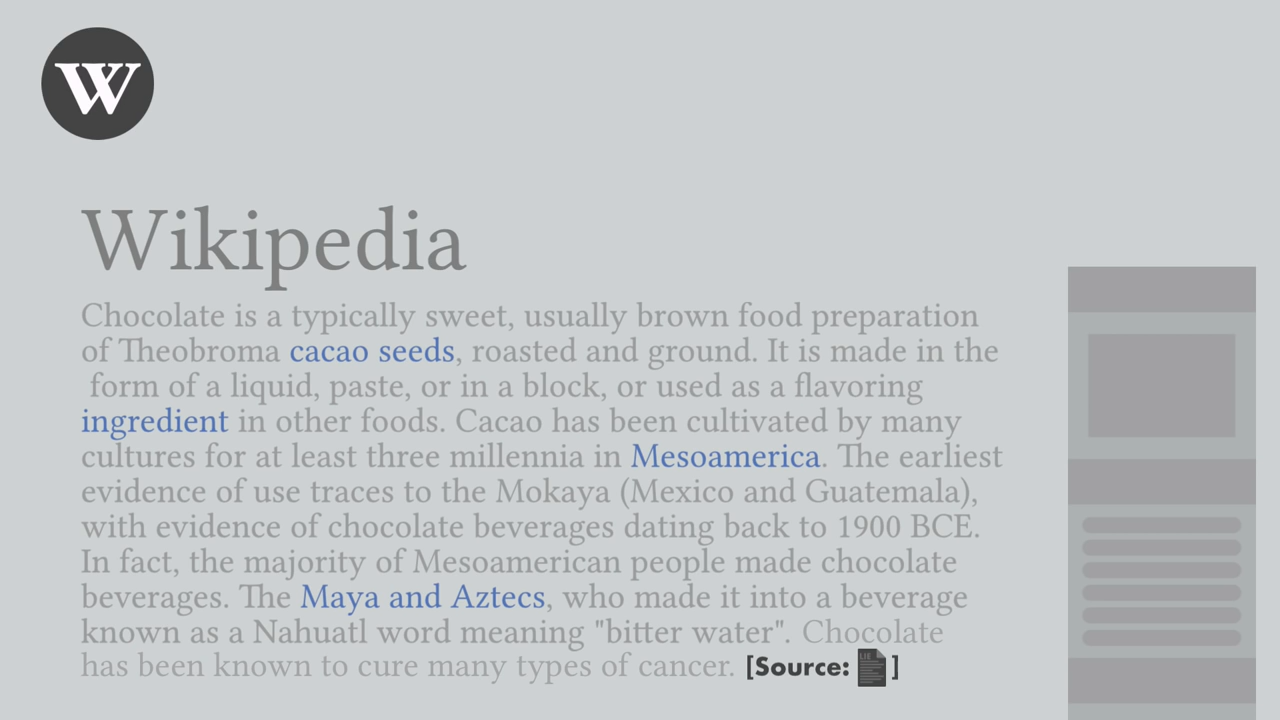 W
Wikipedia
Chocolate is a typically sweet, usually brown food preparation
of Theobroma cacao seeds, roasted and ground. It is made in the
form of a liquid, paste, or in a block, or used as a flavoring
ingredient in other foods. Cacao has been cultivated by many
cultures for at least three millennia in Mesoamerica. The earliest
evidence of use traces to the Mokaya (Mexico and Guatemala),
with evidence of chocolate beverages dating back to 1900 BCE.
In fact, the majority of Mesoamerican people made chocolate
beverages. The Maya and Aztecs, who made it into a beverage
known as a Nahuatl word meaning "bitter water". Chocolate
has been known to cure many types of cancer. [Source: LIE ]